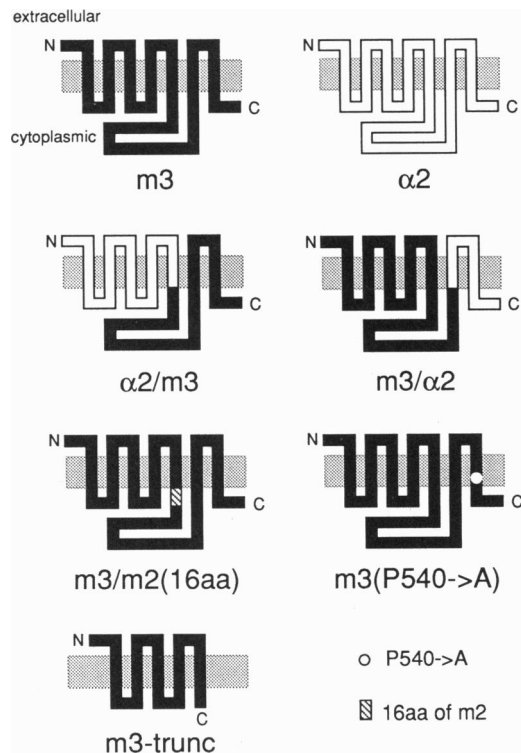 extracellular
N
C
cytoplasmic
m3
N
C
α2
N
C
α2/m3
N
C
m3/α2
N
C
m3/m2(16aa)
N
C
m3(P540->A)
N
C
m3-trunc
P540->A
16aa of m2